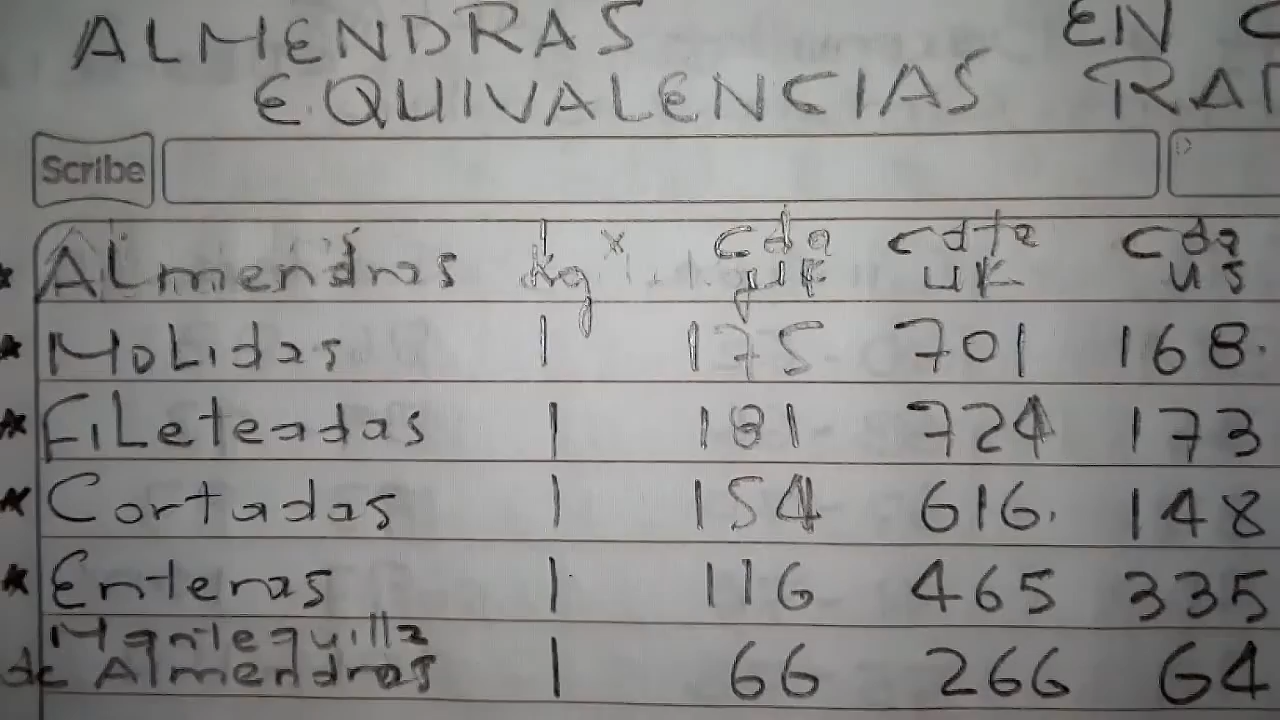 ALMENDRAS EN
EQUIVALENCIAS
Scribe
Almendras kg cda UK cdta UK cda US
Molidas 1 175 701 168.
Fileteadas 1 181 724 173
Cortadas 1 154 616. 148
Enteras 1 116 465 335
Mantequilla
de Almendras 1 66 266 64